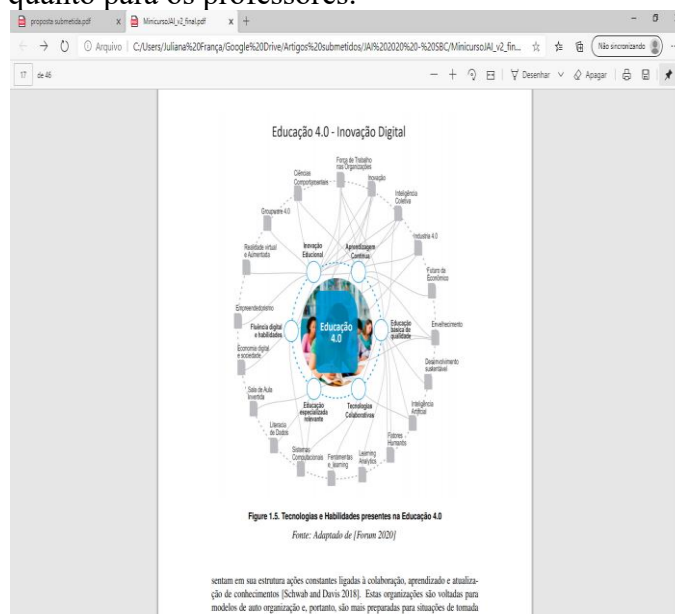 quanto para os professores.
proposta submetida.pdf
MinicursoJAI_v2_final.pdf
Arquivo
C:/Users/Juliana%20França/Google%20Drive/Artigos%20submetidos/JAI%202020%20-%20SBC/MinicursoJAI_v2_fin...
Não sincronizando
17
de 46
Desenhar
Apagar
Educação 4.0 - Inovação Digital
Força de Trabalho
nas Organizações
Ciências
Comportamentais
Inovação
Inteligência
Coletiva
Groupware 4.0
Industria 4.0
Realidade virtual
e Aumentada
Inovação
Educional
Aprendizagem
Contínua
Futuro da
Econômico
Empreendedorismo
Fluência digital
e habilidades
Educação
4.0
Educação
básica de
qualidade
Envelhecimento
Economia digital
e sociedade
Desenvolvimento
sustentável
Sala de Aula
Invertida
Educação
especializada
relevante
Tecnologias
Colaborativas
Inteligência
Artificial
Literacia
de Dados
Fatores
Humanos
Sistemas
Computacionais
Ferramentas
e_learning
Learning
Analytics
Figure 1.5. Tecnologias e Habilidades presentes na Educação 4.0
Fonte: Adaptado de [Forum 2020]
sentam em sua estrutura ações constantes ligadas à colaboração, aprendizado e atualiza-
ção de conhecimentos [Schwab and Davis 2018]. Estas organizações são voltadas para
modelos de auto organização e, portanto, são mais preparadas para situações de tomada